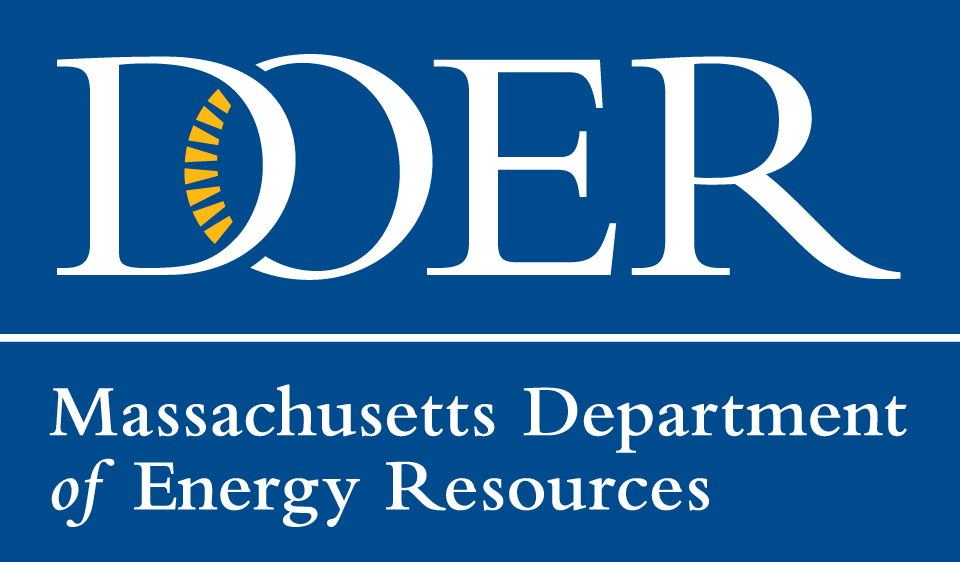 DOER
Massachusetts Department
of Energy Resources